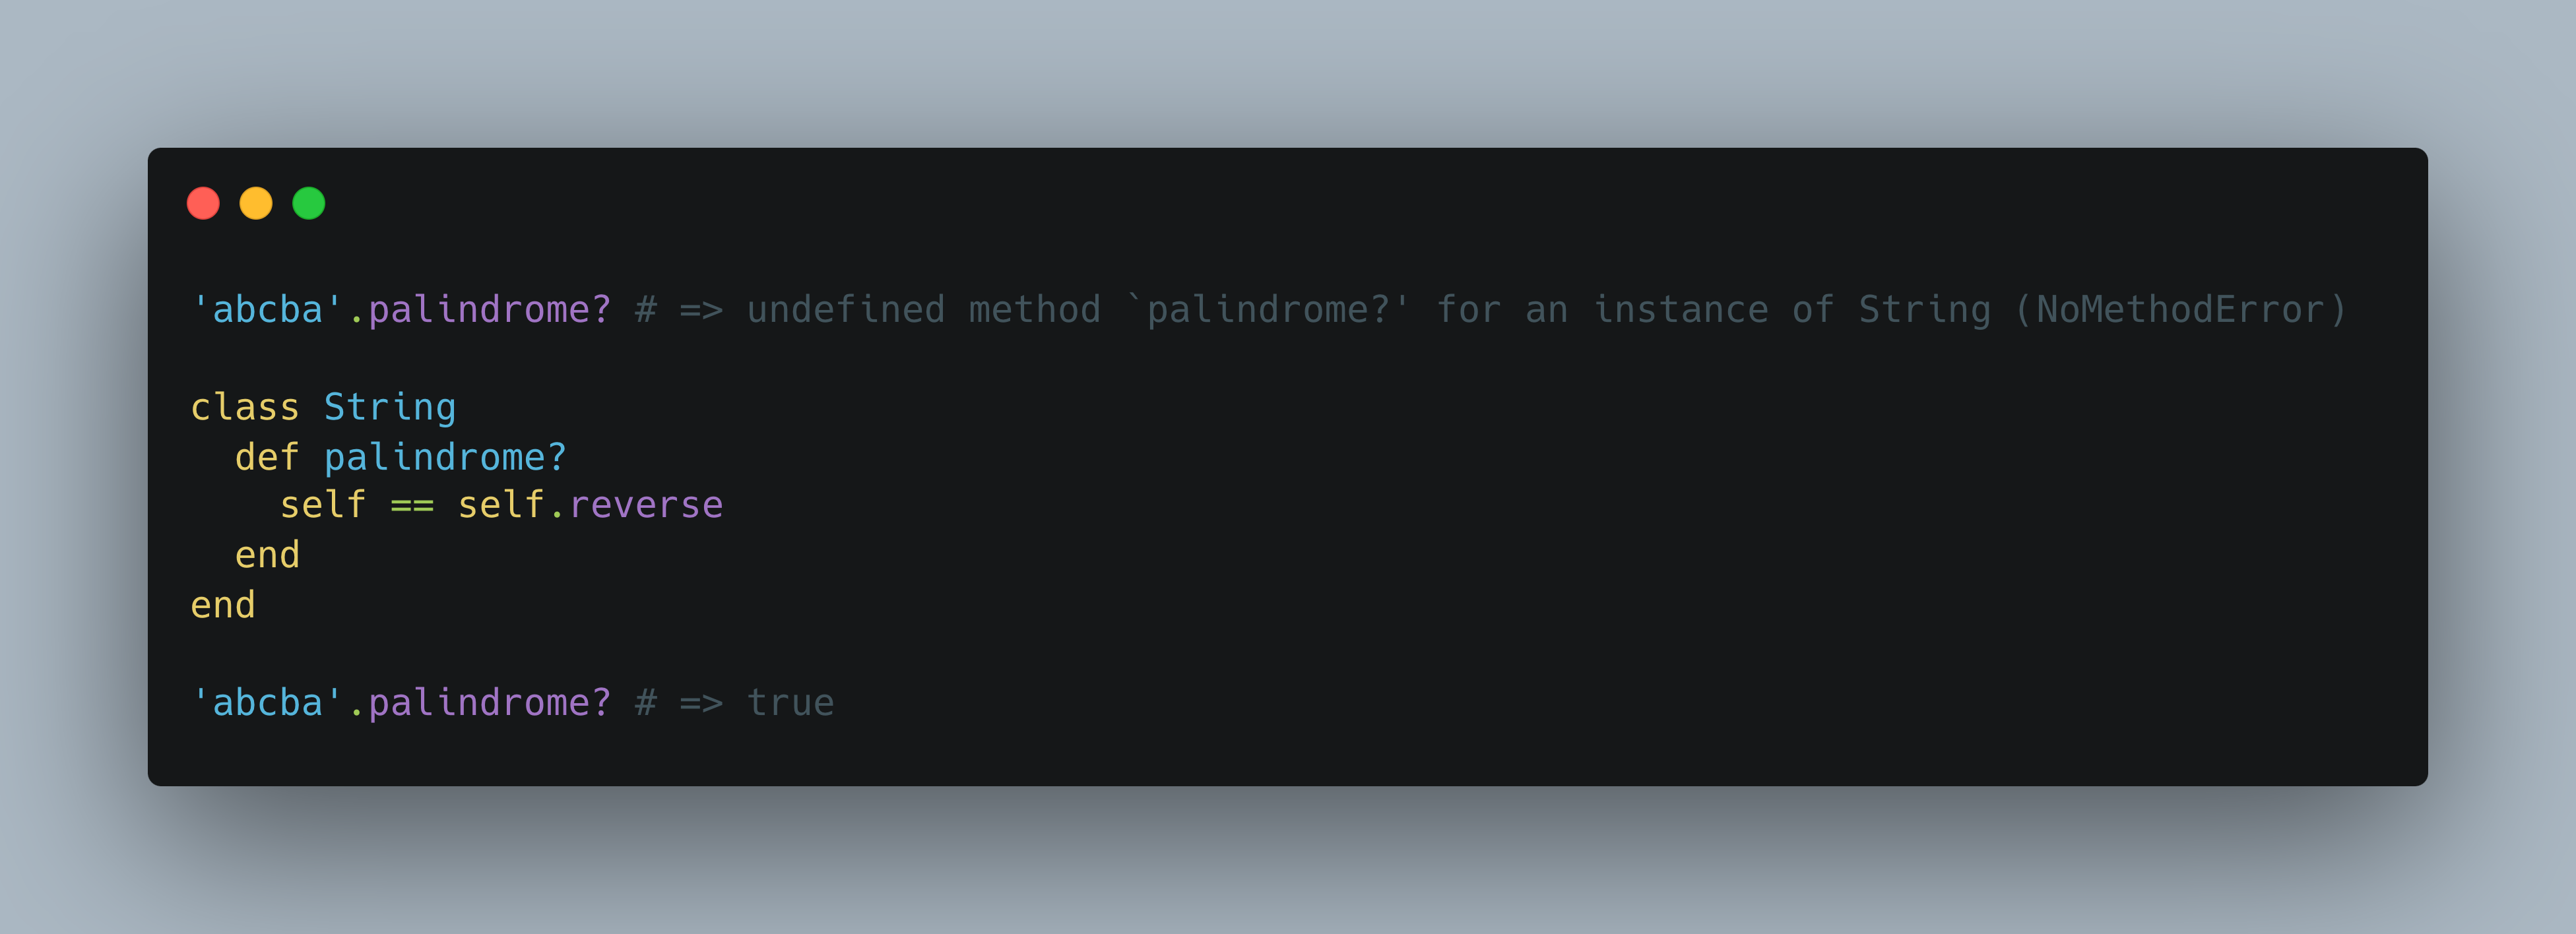 'abcba'.palindrome? # => undefined method `palindrome?' for an instance of String (NoMethodError)
class String
  def palindrome?
    self == self.reverse
  end
end
'abcba'.palindrome? # => true